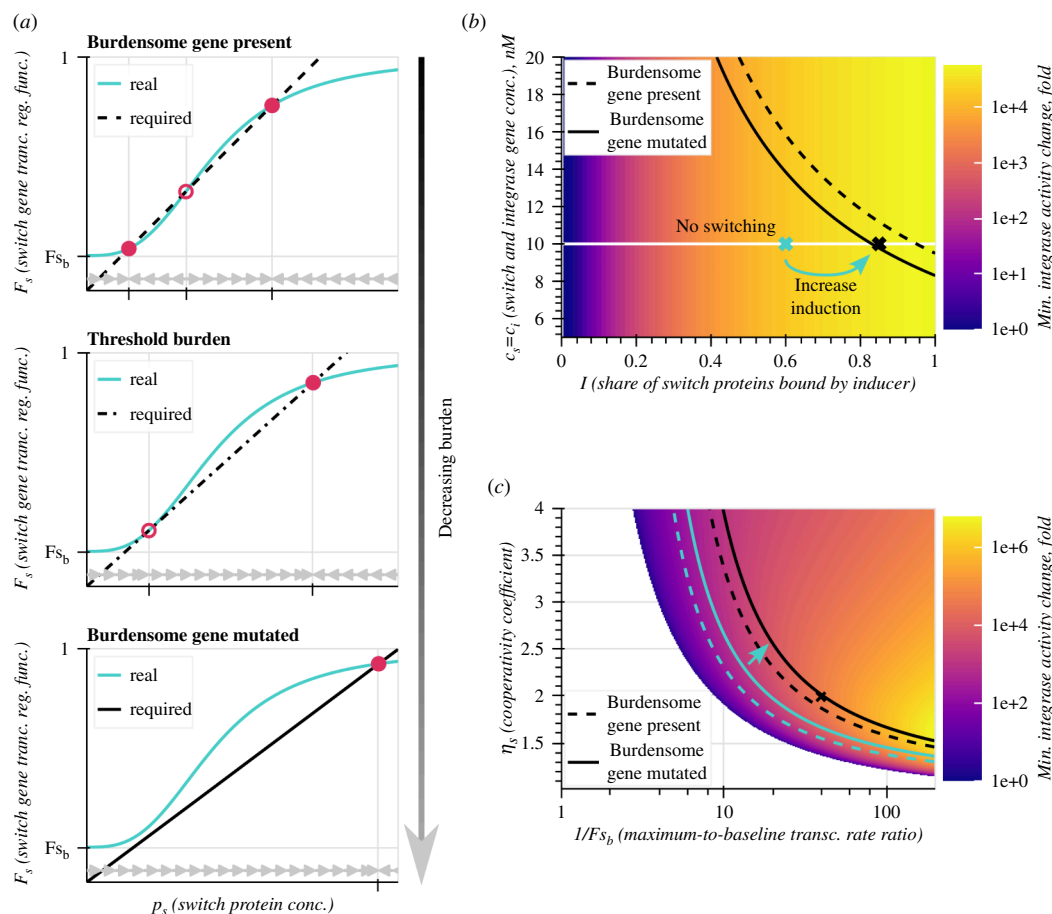 (a)
Burdensome gene present
F_s (switch gene tranc. reg. func.)
1
Fs_b
real
required
Threshold burden
F_s (switch gene tranc. reg. func.)
1
Fs_b
real
required
Burdensome gene mutated
F_s (switch gene tranc. reg. func.)
1
Fs_b
real
required
p_s (switch protein conc.)
Decreasing burden
(b)
c_s=c_i (switch and integrase gene conc.), nM
20
18
16
14
12
10
8
6
Burdensome
gene present
Burdensome
gene mutated
No switching
Increase
induction
0
0.2
0.4
0.6
0.8
1
I (share of switch proteins bound by inducer)
1e+4
1e+3
1e+2
1e+1
1e+0
Min. integrase activity change, fold
(c)
η_s (cooperativity coefficient)
4
3.5
3
2.5
2
1.5
Burdensome
gene present
Burdensome
gene mutated
1
10
100
1/Fs_b (maximum-to-baseline transc. rate ratio)
1e+6
1e+4
1e+2
1e+0
Min. integrase activity change, fold